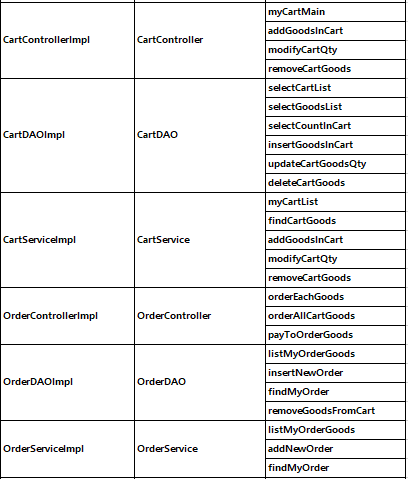 myCartMain
addGoodsInCart
CartControllerImpl CartController
modifyCartQty
removeCartGoods
selectCartList
selectGoodsList
selectCountInCart
CartDAOImpl CartDAO
insertGoodsInCart
updateCartGoodsQty
deleteCartGoods
myCartList
findCartGoods
CartServiceImpl CartService addGoodsInCart
modifyCartQty
removeCartGoods
orderEachGoods
OrderControllerImpl OrderController orderAllCartGoods
payToOrderGoods
listMyOrderGoods
insertNewOrder
OrderDAOImpl OrderDAO
findMyOrder
removeGoodsFromCart
listMyOrderGoods
OrderServiceImpl OrderService addNewOrder
findMyOrder